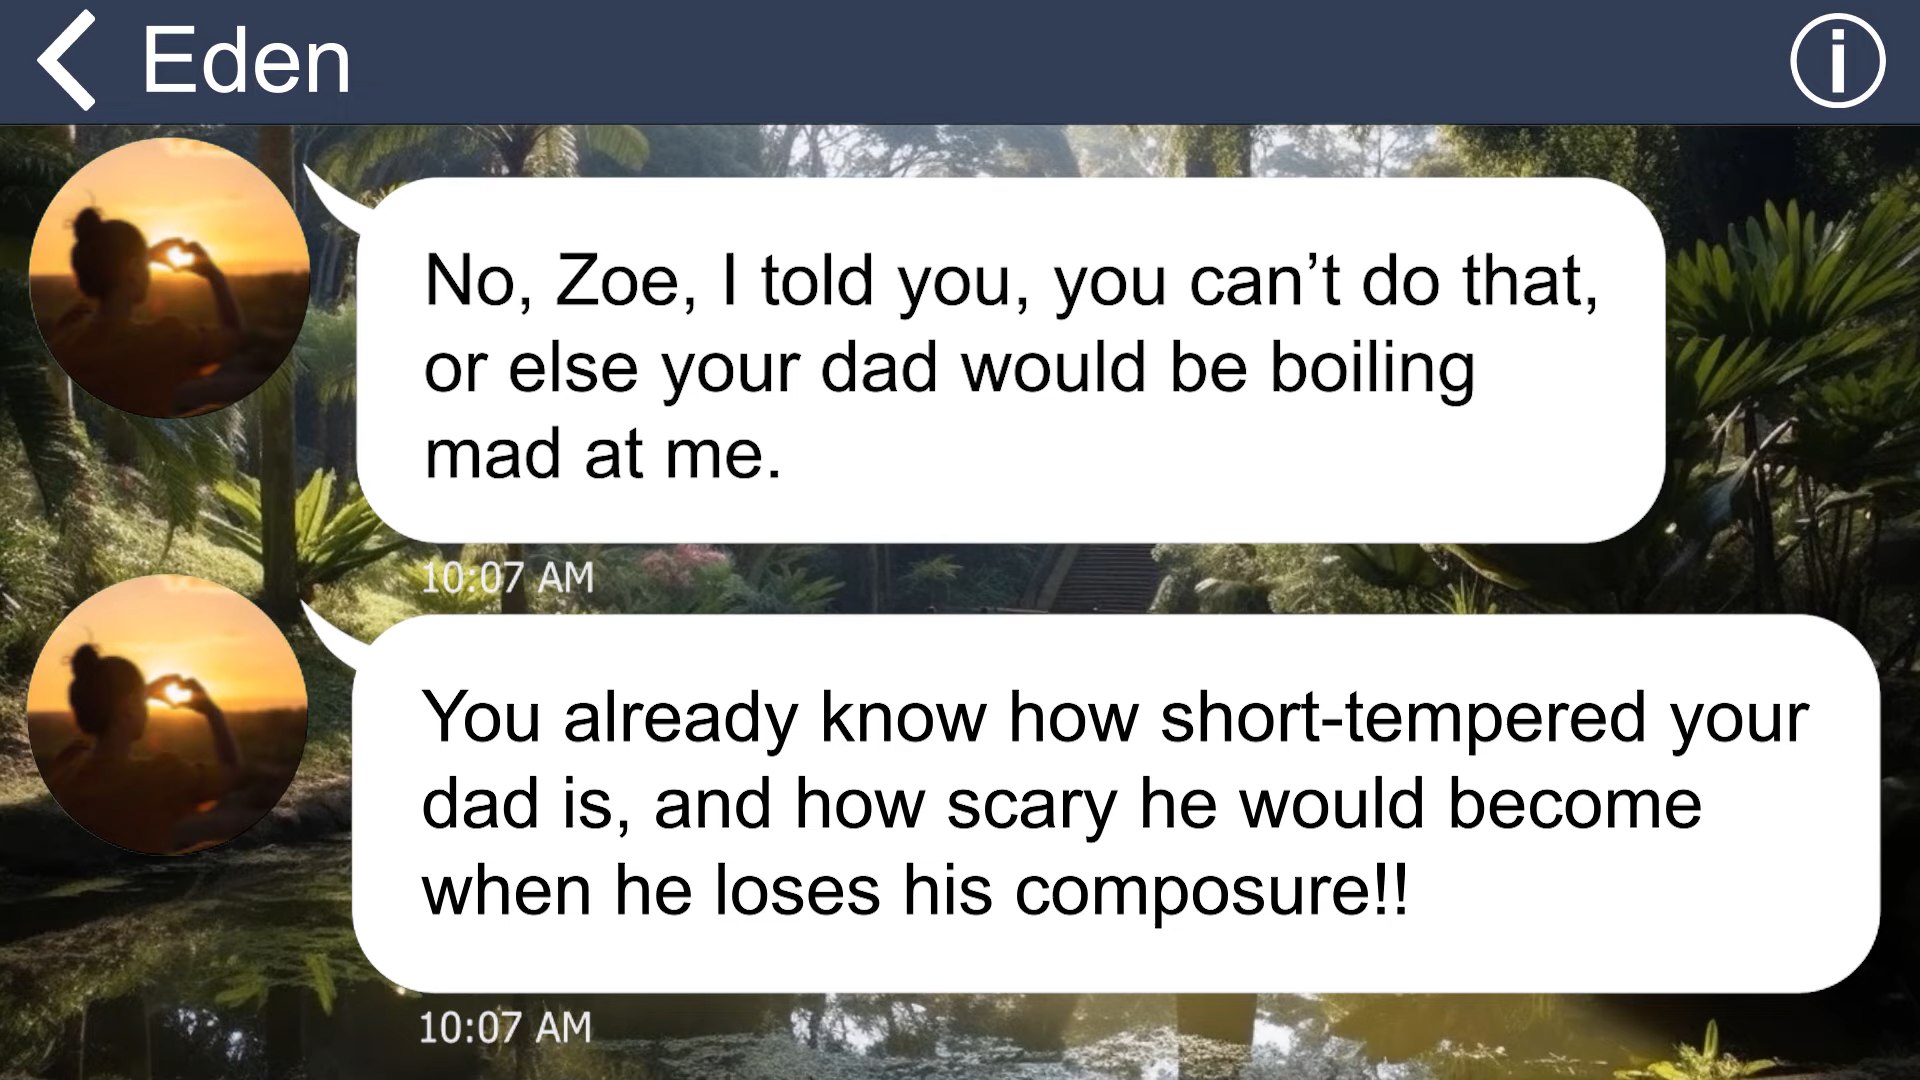 Eden
No, Zoe, I told you, you can’t do that,
or else your dad would be boiling
mad at me.
10:07 AM
You already know how short-tempered your
dad is, and how scary he would become
when he loses his composure!!
10:07 AM